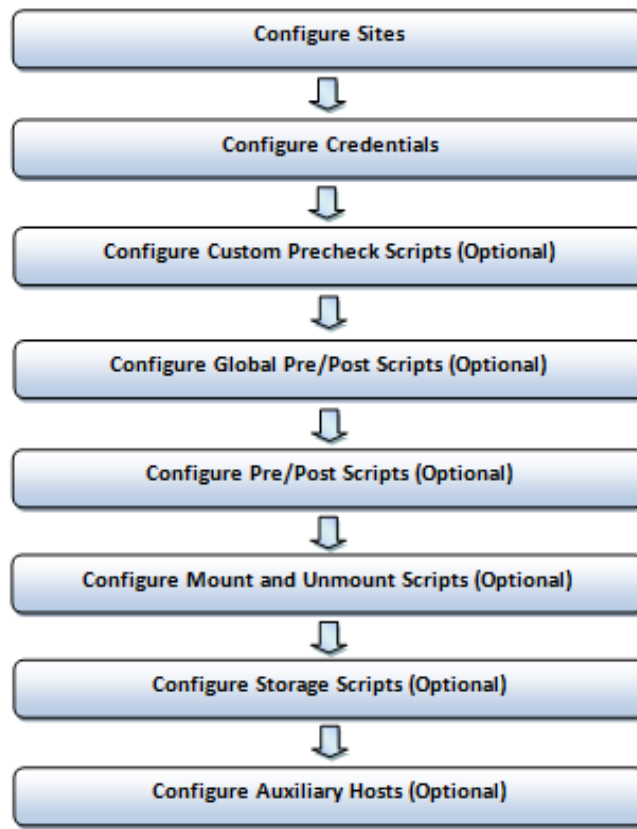 Configure Sites
Configure Credentials
Configure Custom Precheck Scripts (Optional)
Configure Global Pre/Post Scripts (Optional)
Configure Pre/Post Scripts (Optional)
Configure Mount and Unmount Scripts (Optional)
Configure Storage Scripts (Optional)
Configure Auxiliary Hosts (Optional)